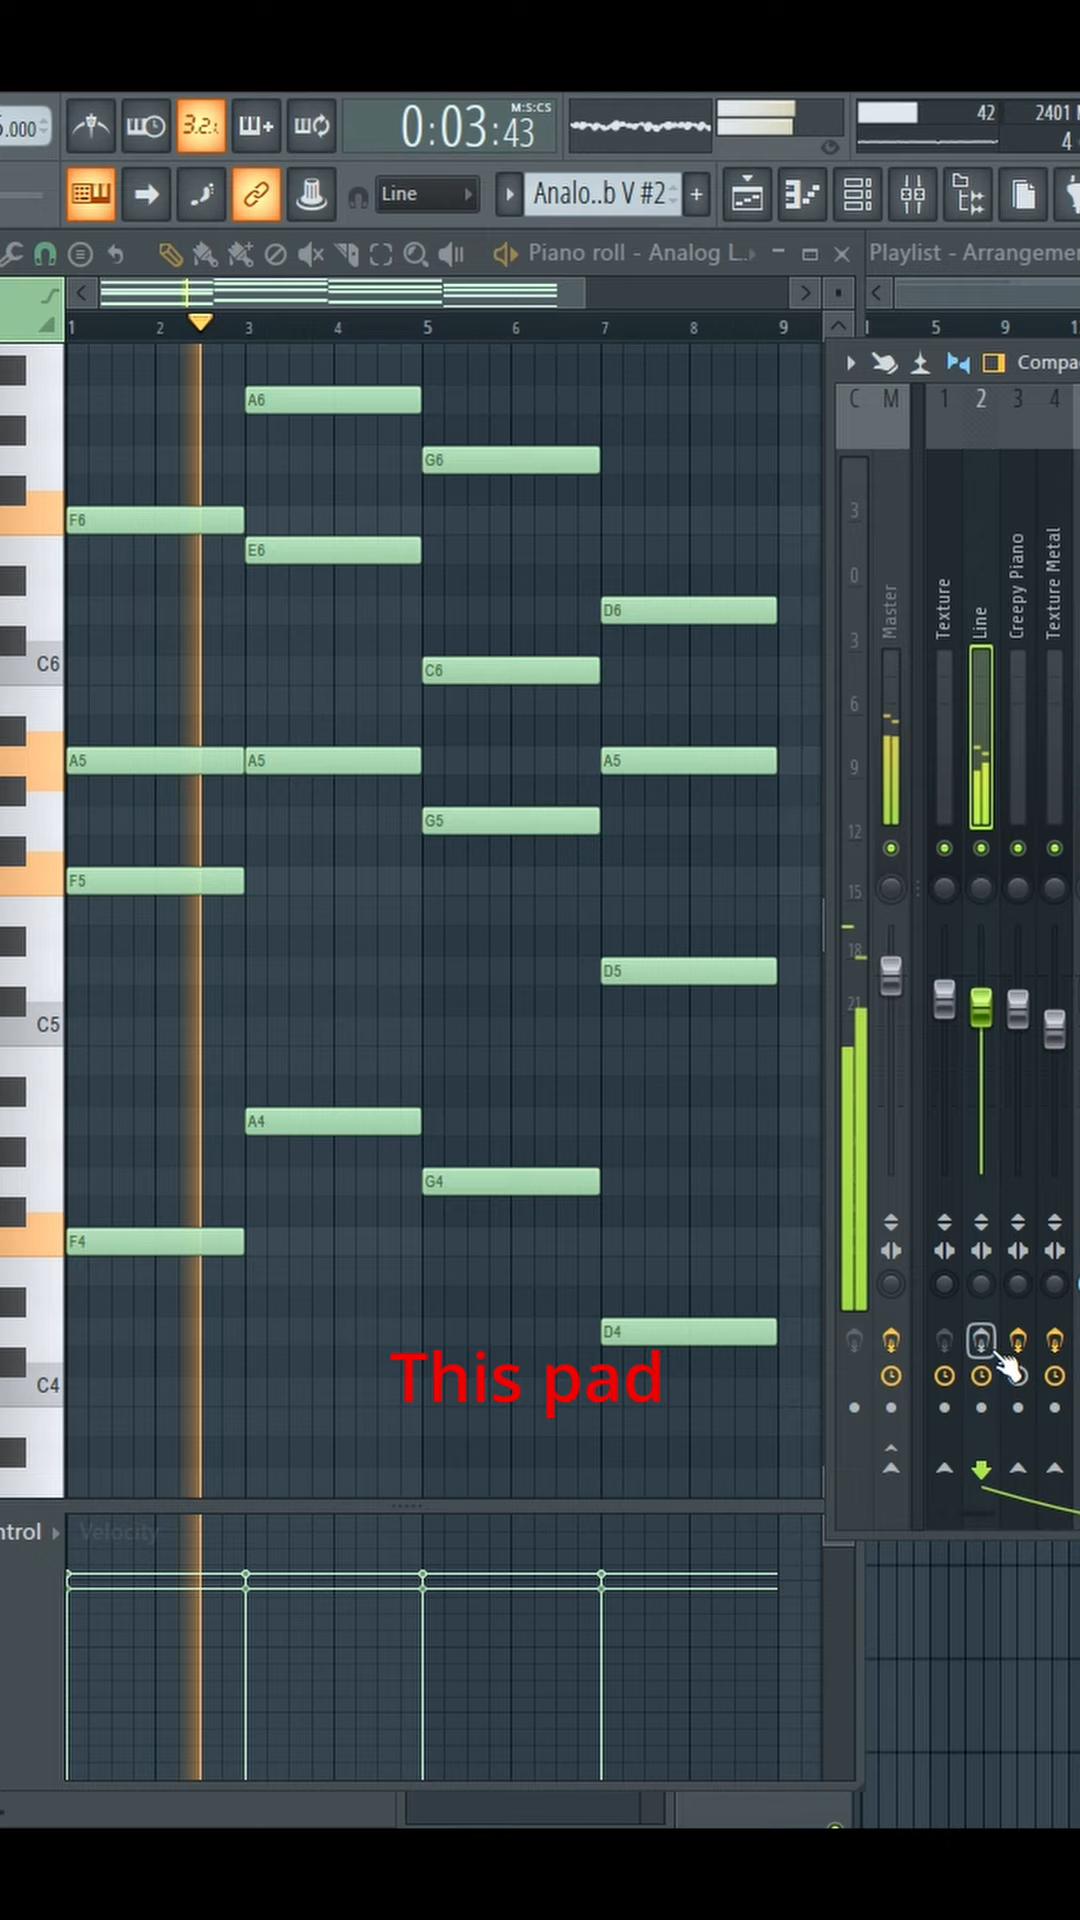 5.000
3.2.
0:03:43
M:S:CS
42
2401
4
Line
Analo..b V #2
Piano roll - Analog L..
Playlist - Arrangemen
1 2 3 4 5 6 7 8 9
5 9
Compa
C M 1 2 3 4
A6
G6
F6
E6
D6
C6
C6
A5
A5
A5
G5
F5
D5
C5
A4
G4
F4
D4
C4
3
0
3
6
9
12
15
18
21
Master
Texture
Line
Creepy Piano
Texture Metal
This pad
ntrol
Velocity